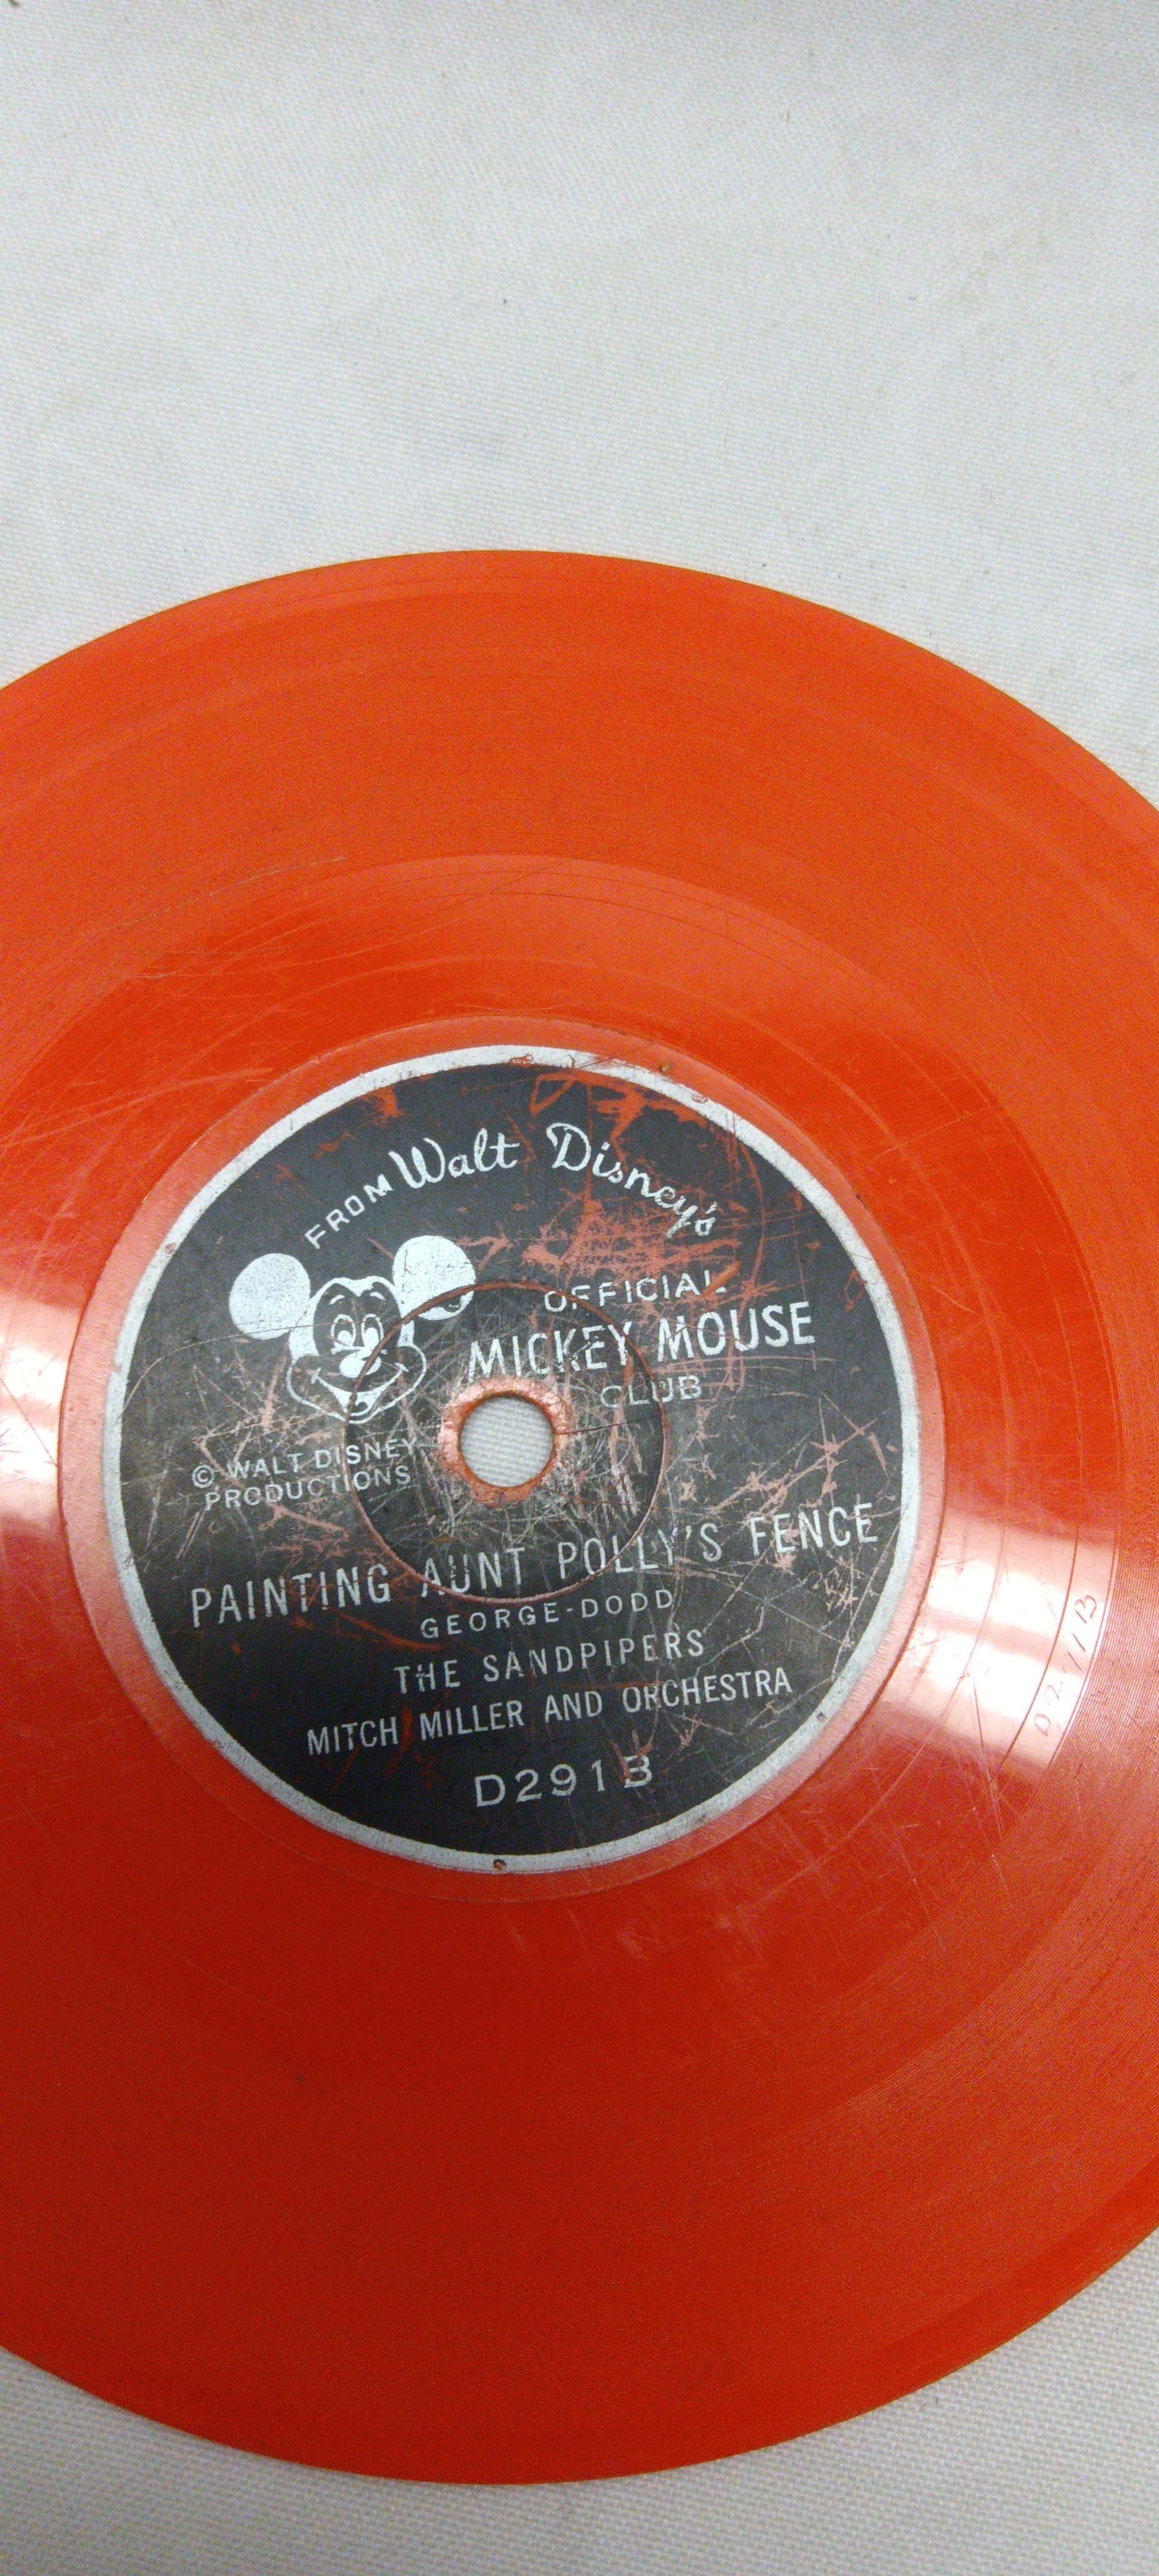 FROM Walt Disney's
OFFICIAL
MICKEY MOUSE
CLUB
© WALT DISNEY
PRODUCTIONS
PAINTING AUNT POLLY'S FENCE
GEORGE-DODD
THE SANDPIPERS
MITCH MILLER AND ORCHESTRA
D291B